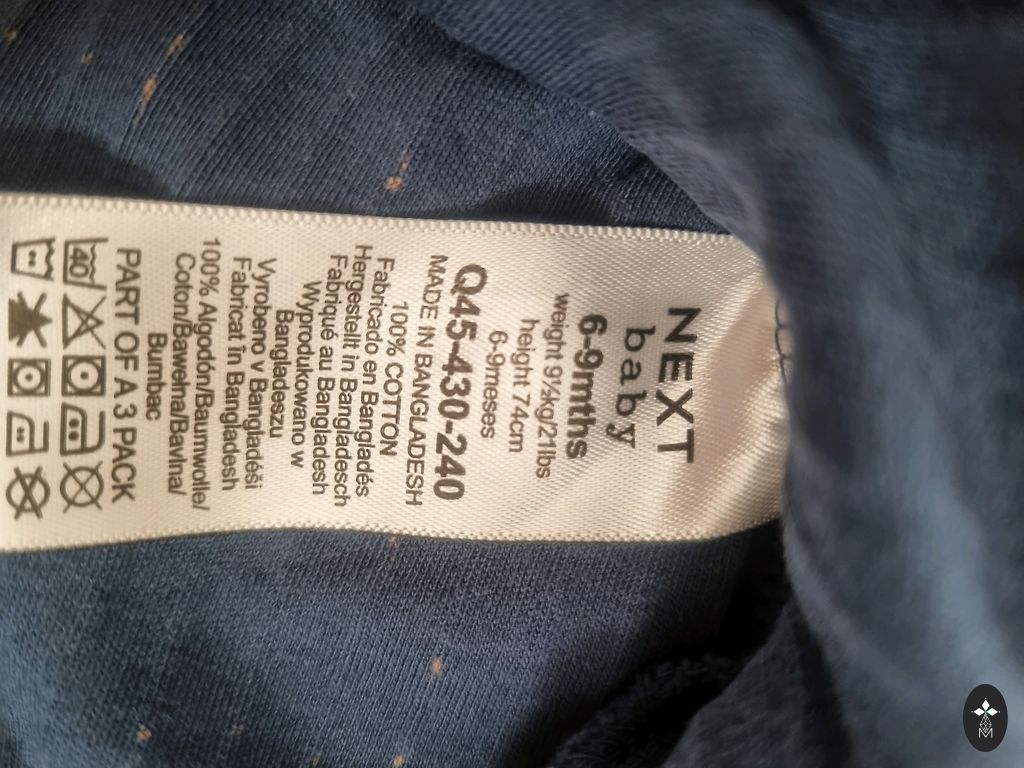 NEXT
baby
6-9mths
weight 9½kg/21lbs
height 74cm
6-9meses
Q45-430-240
MADE IN BANGLADESH
100% COTTON
Fabricado en Bangladés
Hergestellt in Bangladesch
Fabriqué au Bangladesh
Wyprodukowano w
Bangladeszu
Vyrobeno v Bangladéši
Fabricat în Bangladesh
100% Algodón/Baumwolle/
Coton/Bawełna/Bavlna/
Bumbac
PART OF A 3 PACK
40
M